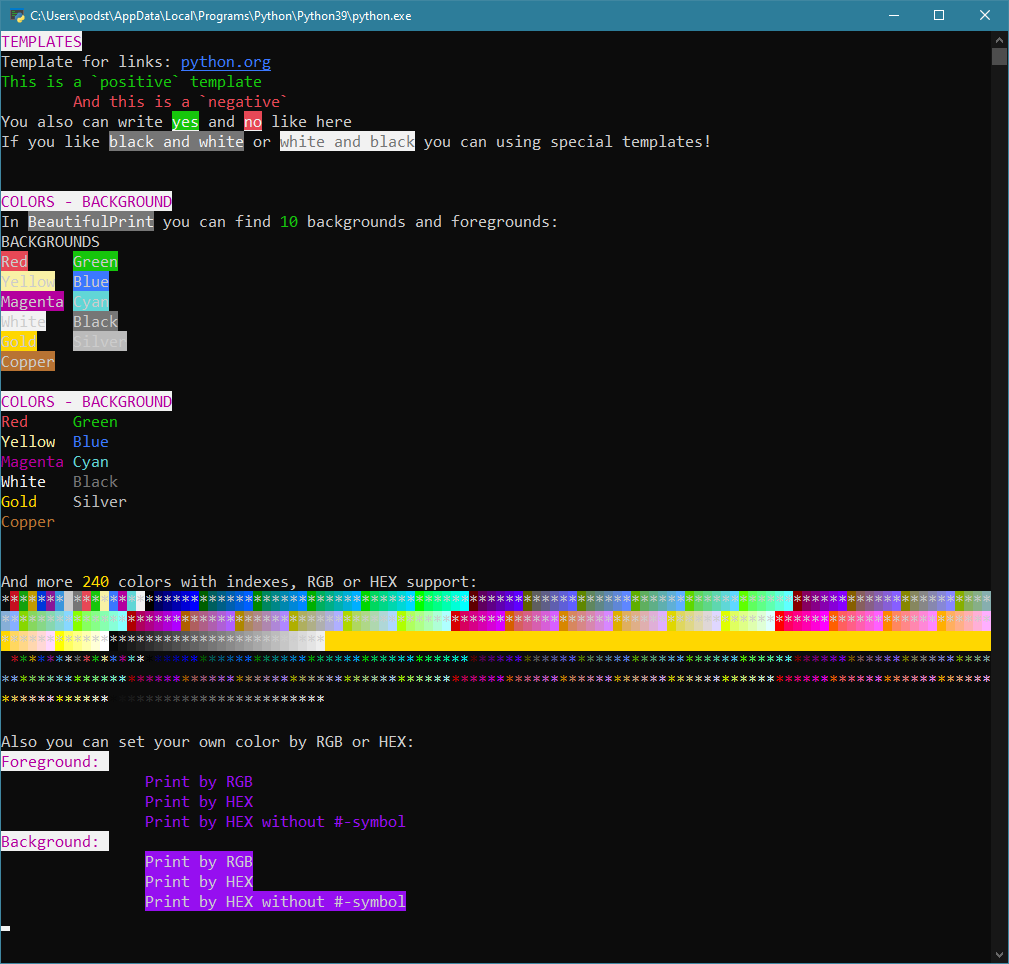 C:\Users\podst\AppData\Local\Programs\Python\Python39\python.exe
TEMPLATES
Template for links: python.org
This is a `positive` template
And this is a `negative`
You also can write yes and no like here
If you like black and white or white and black you can using special templates!
COLORS - BACKGROUND
In BeautifulPrint you can find 10 backgrounds and foregrounds:
BACKGROUNDS
Red Green
Yellow Blue
Magenta Cyan
White Black
Gold Silver
Copper
COLORS - BACKGROUND
Red Green
Yellow Blue
Magenta Cyan
White Black
Gold Silver
Copper
And more 240 colors with indexes, RGB or HEX support:
Also you can set your own color by RGB or HEX:
Foreground:
Print by RGB
Print by HEX
Print by HEX without #-symbol
Background:
Print by RGB
Print by HEX
Print by HEX without #-symbol